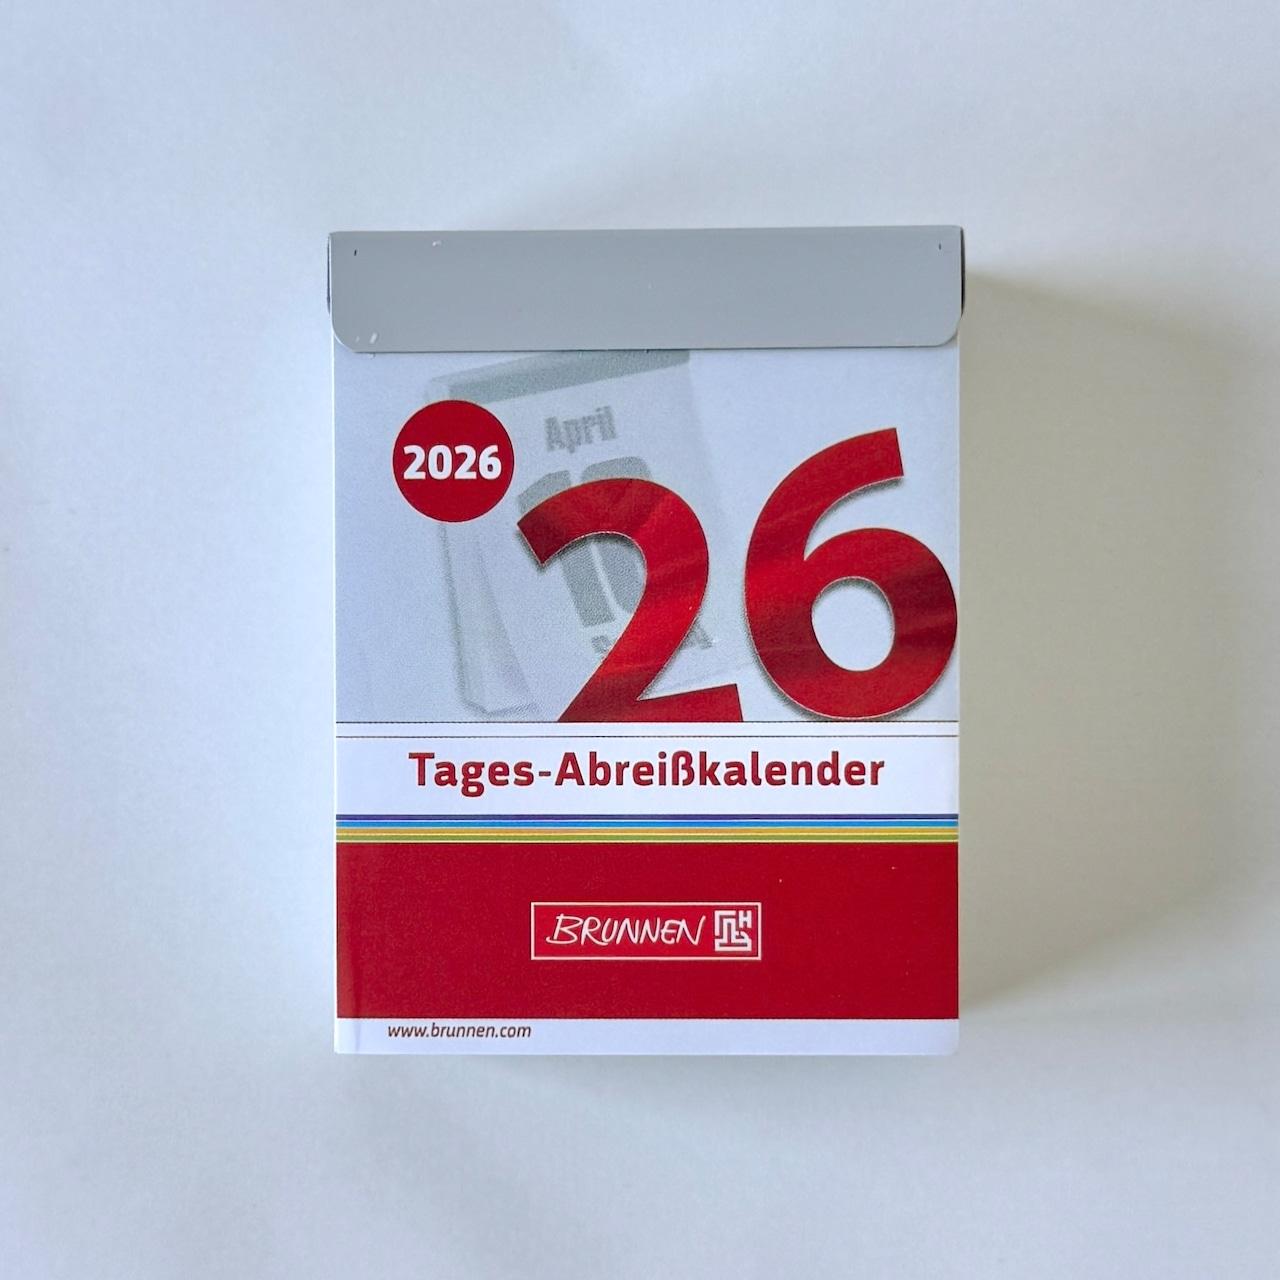 April
2026
26
Tages-Abreißkalender
BRUNNEN
www.brunnen.com